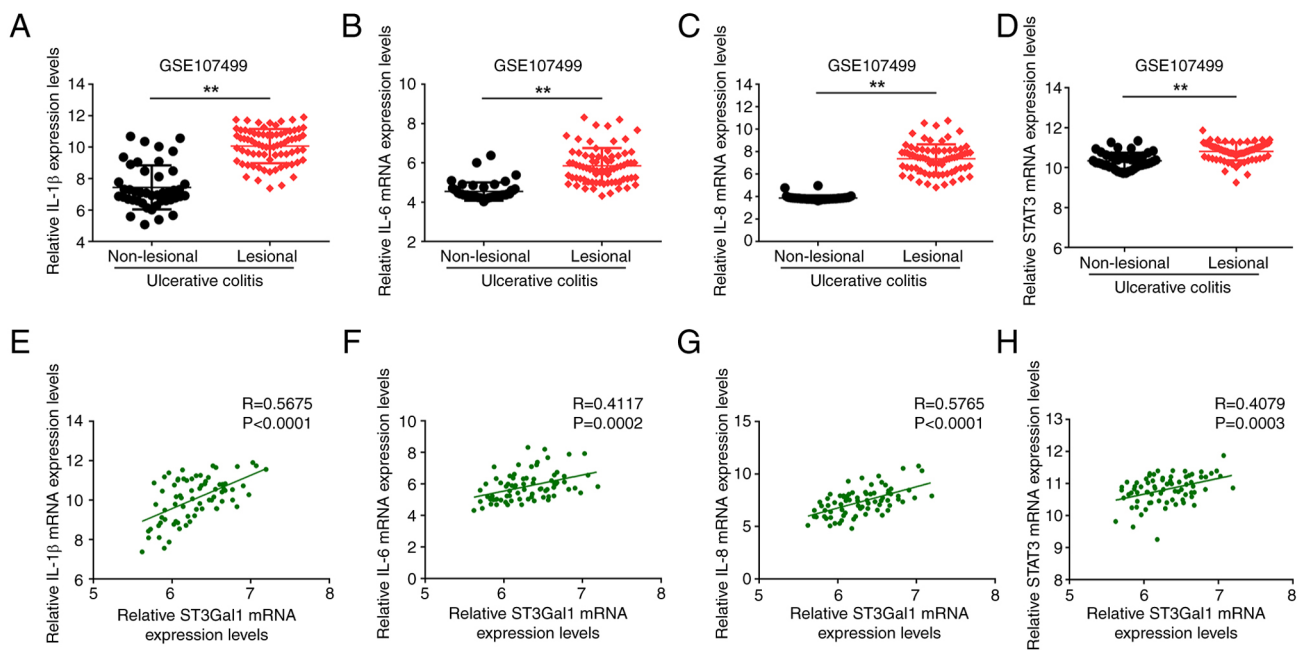 A
GSE107499
**
Relative IL-1β expression levels
14
12
10
8
6
4
Non-lesional
Lesional
Ulcerative colitis
B
GSE107499
**
Relative IL-6 mRNA expression levels
10
8
6
4
2
Non-lesional
Lesional
Ulcerative colitis
C
GSE107499
**
Relative IL-8 mRNA expression levels
14
12
10
8
6
4
2
0
Non-lesional
Lesional
Ulcerative colitis
D
GSE107499
**
Relative STAT3 mRNA expression levels
14
12
10
8
6
Non-lesional
Lesional
Ulcerative colitis
E
R=0.5675
P<0.0001
Relative IL-1β mRNA expression levels
14
12
10
8
6
5
6
7
8
Relative ST3Gal1 mRNA
expression levels
F
R=0.4117
P=0.0002
Relative IL-6 mRNA expression levels
10
8
6
4
2
0
5
6
7
8
Relative ST3Gal1 mRNA
expression levels
G
R=0.5765
P<0.0001
Relative IL-8 mRNA expression levels
15
10
5
0
5
6
7
8
Relative ST3Gal1 mRNA
expression levels
H
R=0.4079
P=0.0003
Relative STAT3 mRNA expression levels
13
12
11
10
9
8
5
6
7
8
Relative ST3Gal1 mRNA
expression levels